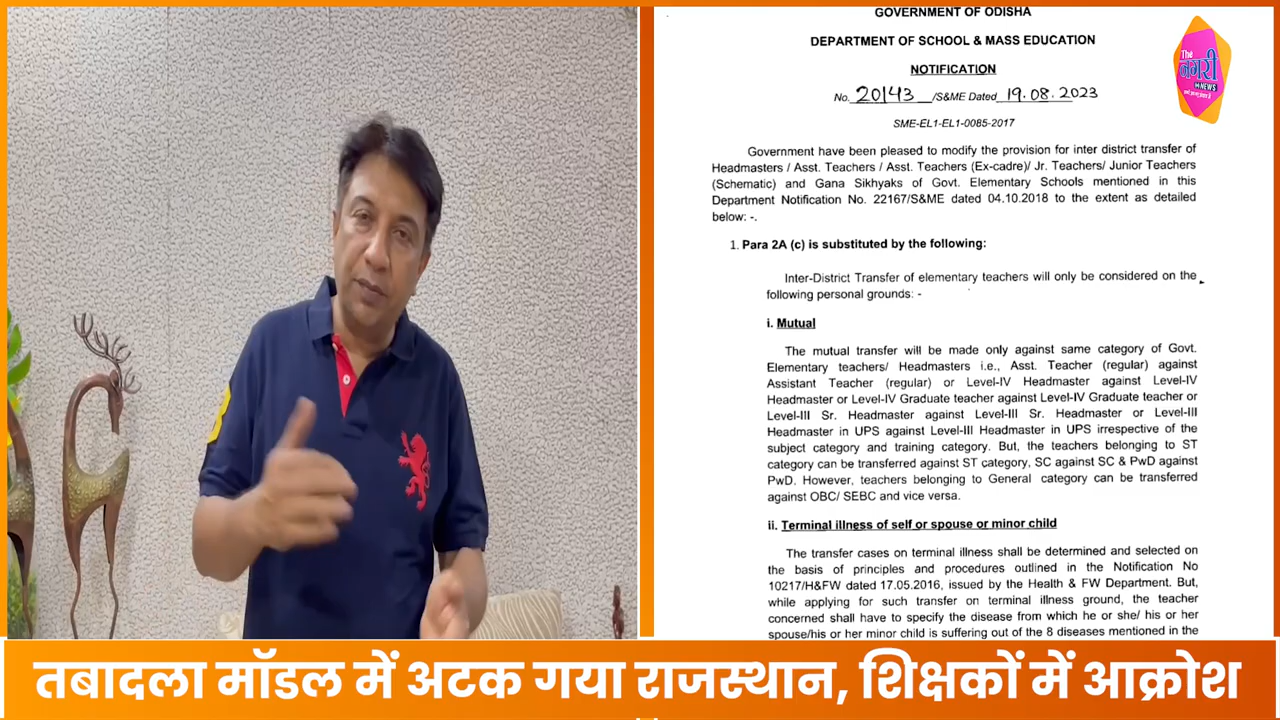 GOVERNMENT OF ODISHA
DEPARTMENT OF SCHOOL & MASS EDUCATION
NOTIFICATION
No. 20143 /S&ME Dated 19.08.2023
SME-EL1-EL1-0085-2017
Government have been pleased to modify the provision for inter district transfer of
Headmasters / Asst. Teachers / Asst. Teachers (Ex-cadre)/ Jr. Teachers/ Junior Teachers
(Schematic) and Gana Sikhyaks of Govt. Elementary Schools mentioned in this
Department Notification No. 22167/S&ME dated 04.10.2018 to the extent as detailed
below: -.
1. Para 2A (c) is substituted by the following:
Inter-District Transfer of elementary teachers will only be considered on the
following personal grounds: -
i. Mutual
The mutual transfer will be made only against same category of Govt.
Elementary teachers/ Headmasters i.e., Asst. Teacher (regular) against
Assistant Teacher (regular) or Level-IV Headmaster against Level-IV
Headmaster or Level-IV Graduate teacher against Level-IV Graduate teacher or
Level-III Sr. Headmaster against Level-III Sr. Headmaster or Level-III
Headmaster in UPS against Level-III Headmaster in UPS irrespective of the
subject category and training category. But, the teachers belonging to ST
category can be transferred against ST category, SC against SC & PwD against
PwD. However, teachers belonging to General category can be transferred
against OBC/ SEBC and vice versa.
ii. Terminal illness of self or spouse or minor child
The transfer cases on terminal illness shall be determined and selected on
the basis of principles and procedures outlined in the Notification No
10217/H&FW dated 17.05.2016, issued by the Health & FW Department. But,
while applying for such transfer on terminal illness ground, the teacher
concerned shall have to specify the disease from which he or she/ his or her
spouse/his or her minor child is suffering out of the 8 diseases mentioned in the
The
नगरी
NEWS
3
तबादला मॉडल में अटक गया राजस्थान, शिक्षकों में आक्रोश